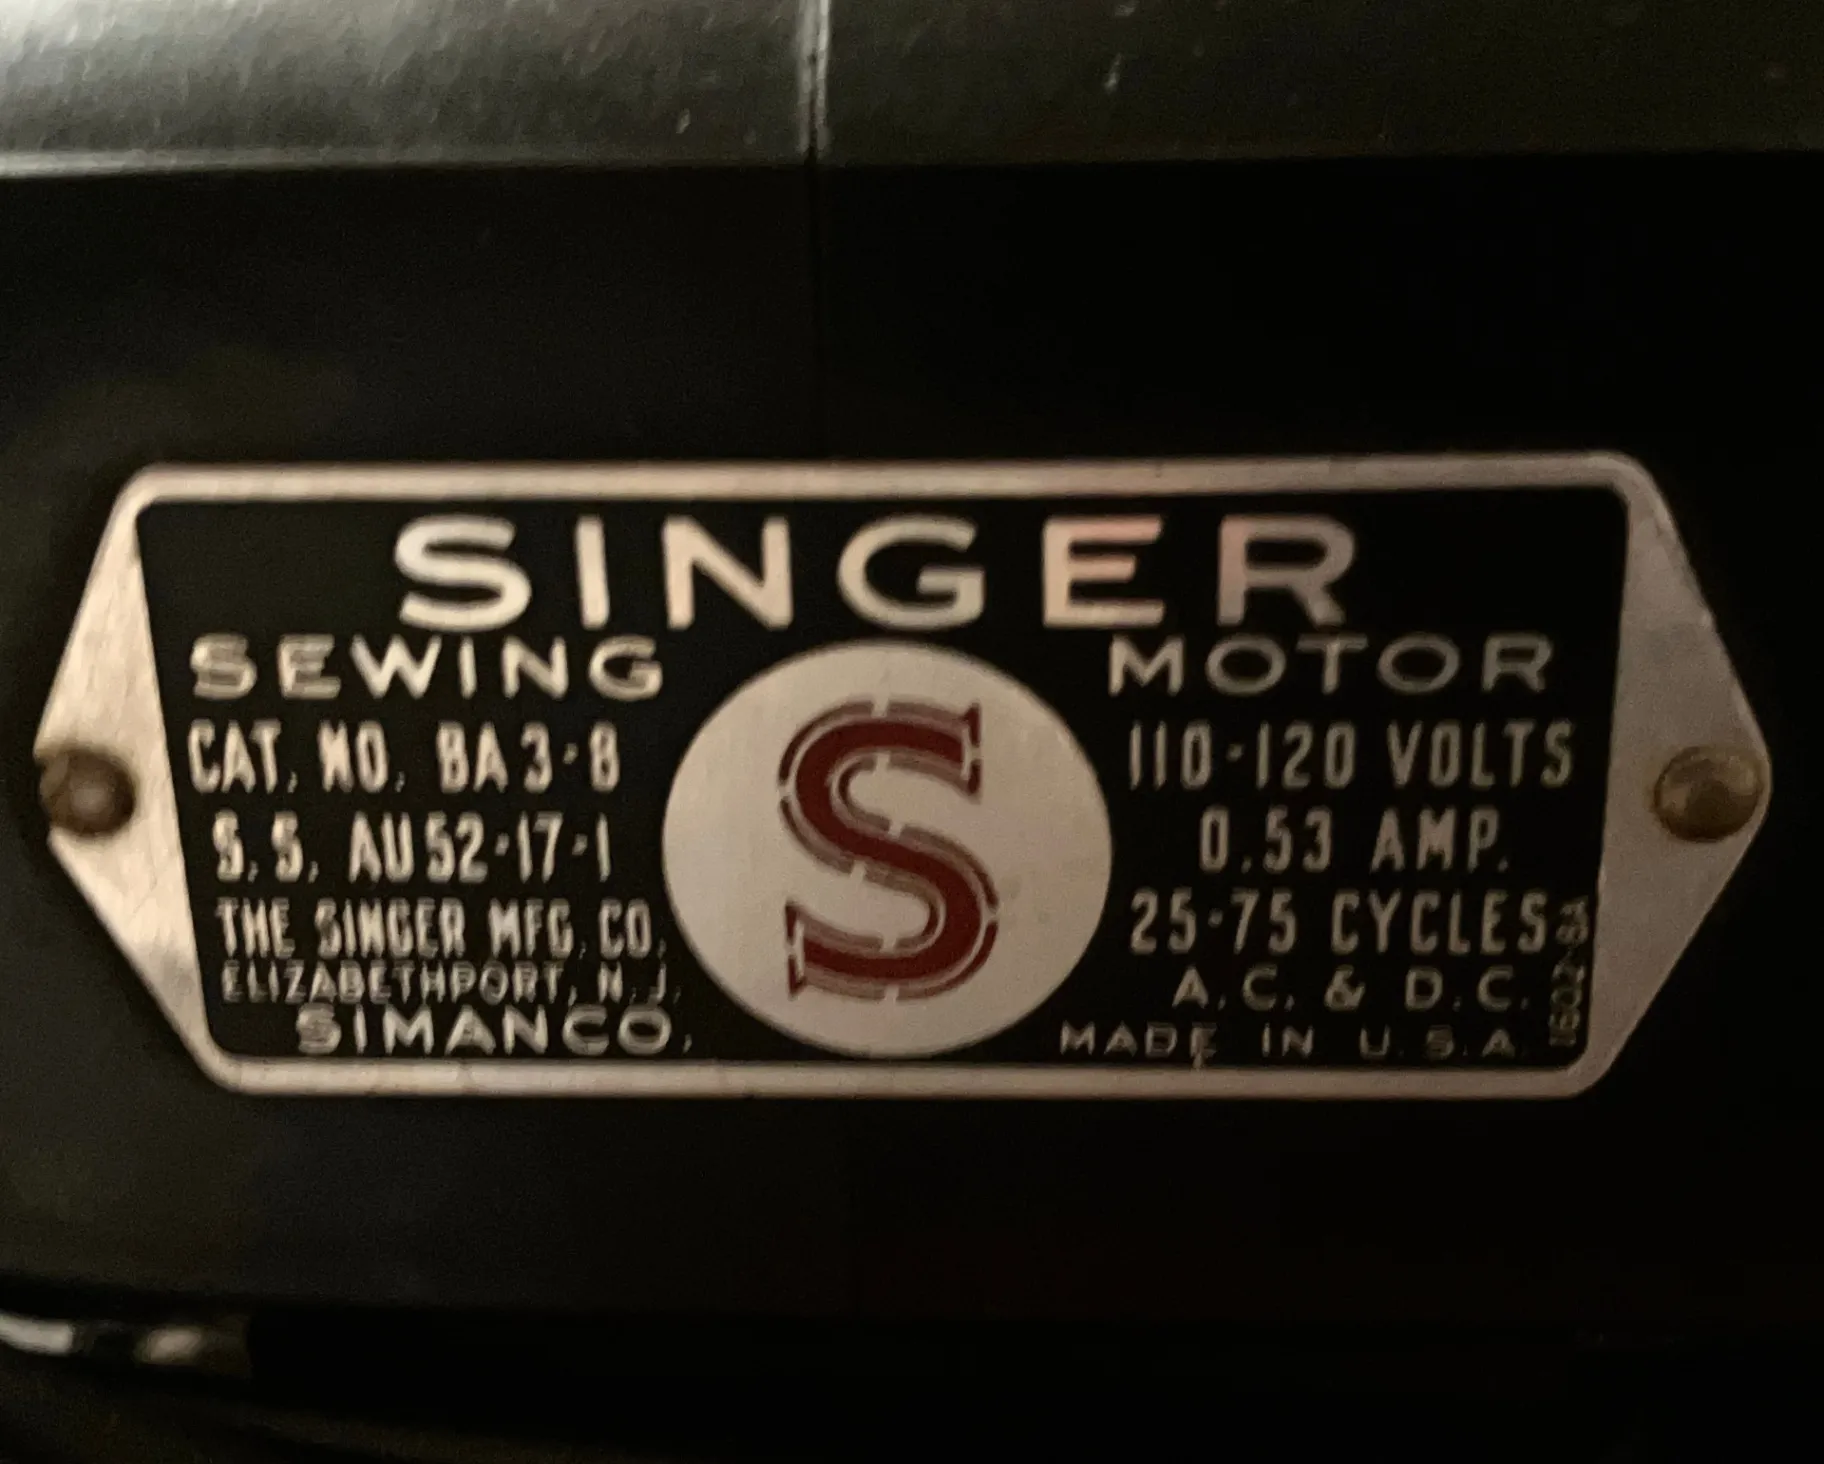 SINGER
SEWING
CAT. NO. BA 3-8
S.S. AU 52-17-1
THE SINGER MFG. CO.
ELIZABETHPORT, N.J.
SIMANCO.
S
MOTOR
110-120 VOLTS
0.53 AMP.
25-75 CYCLES
A.C. & D.C.
MADE IN U.S.A.